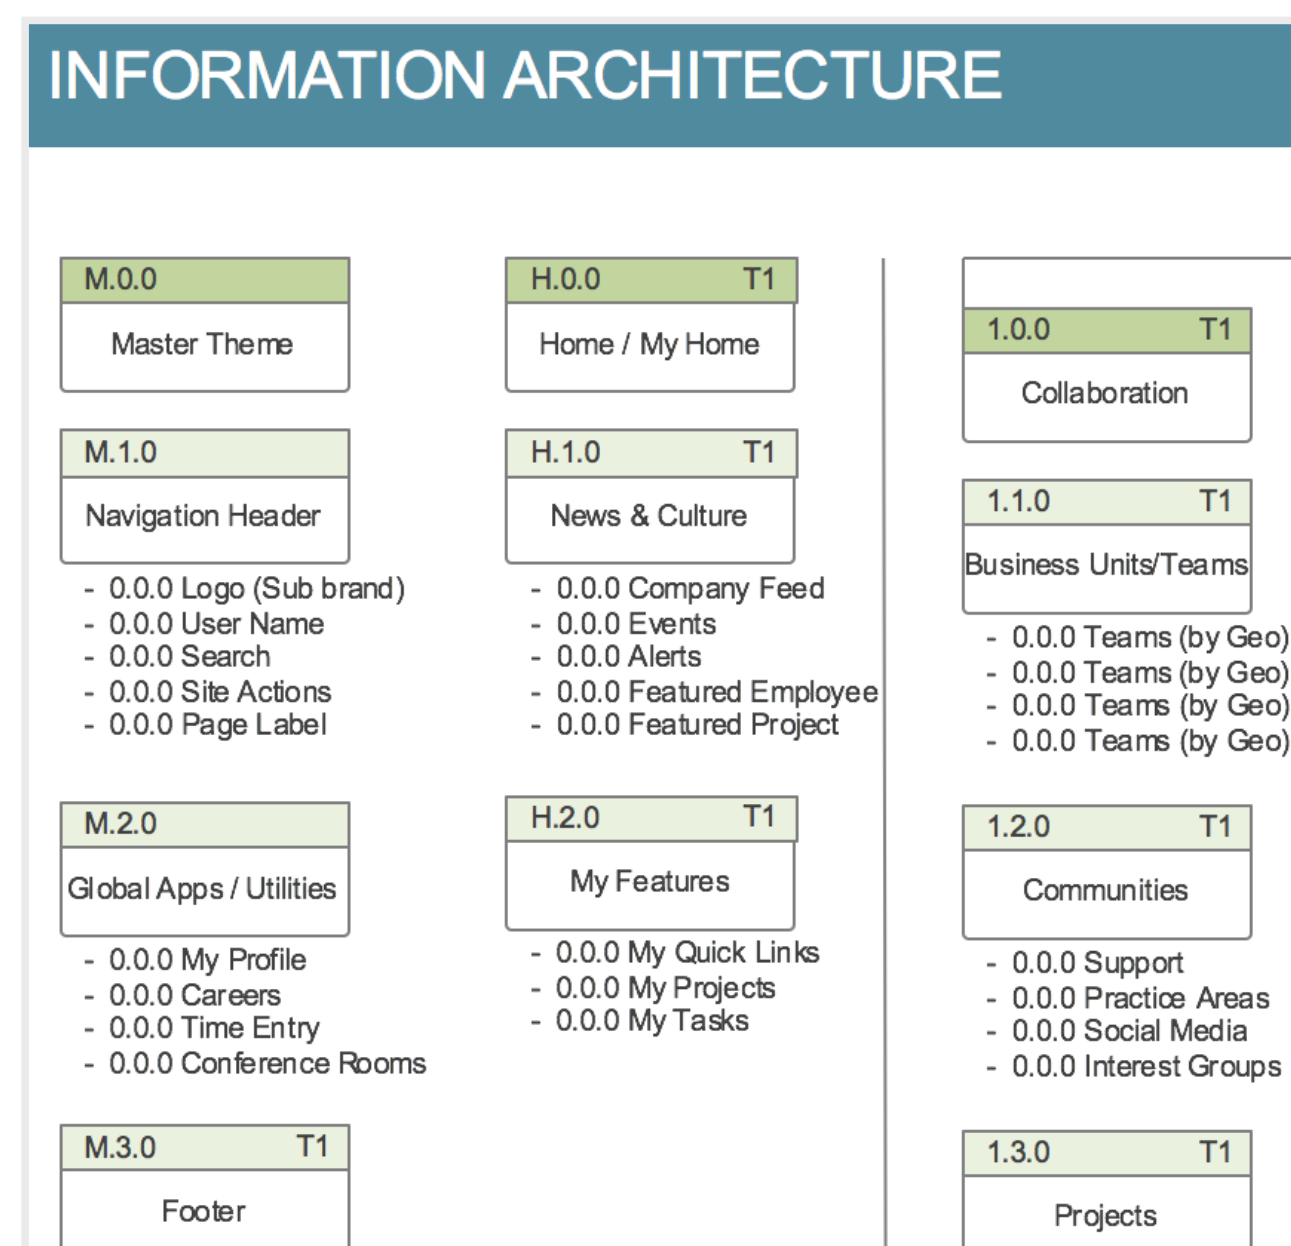 INFORMATION ARCHITECTURE
M.0.0
Master Theme
M.1.0
Navigation Header
- 0.0.0 Logo (Sub brand)
- 0.0.0 User Name
- 0.0.0 Search
- 0.0.0 Site Actions
- 0.0.0 Page Label
M.2.0
Global Apps / Utilities
- 0.0.0 My Profile
- 0.0.0 Careers
- 0.0.0 Time Entry
- 0.0.0 Conference Rooms
M.3.0 T1
Footer
H.0.0 T1
Home / My Home
H.1.0 T1
News & Culture
- 0.0.0 Company Feed
- 0.0.0 Events
- 0.0.0 Alerts
- 0.0.0 Featured Employee
- 0.0.0 Featured Project
H.2.0 T1
My Features
- 0.0.0 My Quick Links
- 0.0.0 My Projects
- 0.0.0 My Tasks
1.0.0 T1
Collaboration
1.1.0 T1
Business Units/Teams
- 0.0.0 Teams (by Geo)
- 0.0.0 Teams (by Geo)
- 0.0.0 Teams (by Geo)
- 0.0.0 Teams (by Geo)
1.2.0 T1
Communities
- 0.0.0 Support
- 0.0.0 Practice Areas
- 0.0.0 Social Media
- 0.0.0 Interest Groups
1.3.0 T1
Projects